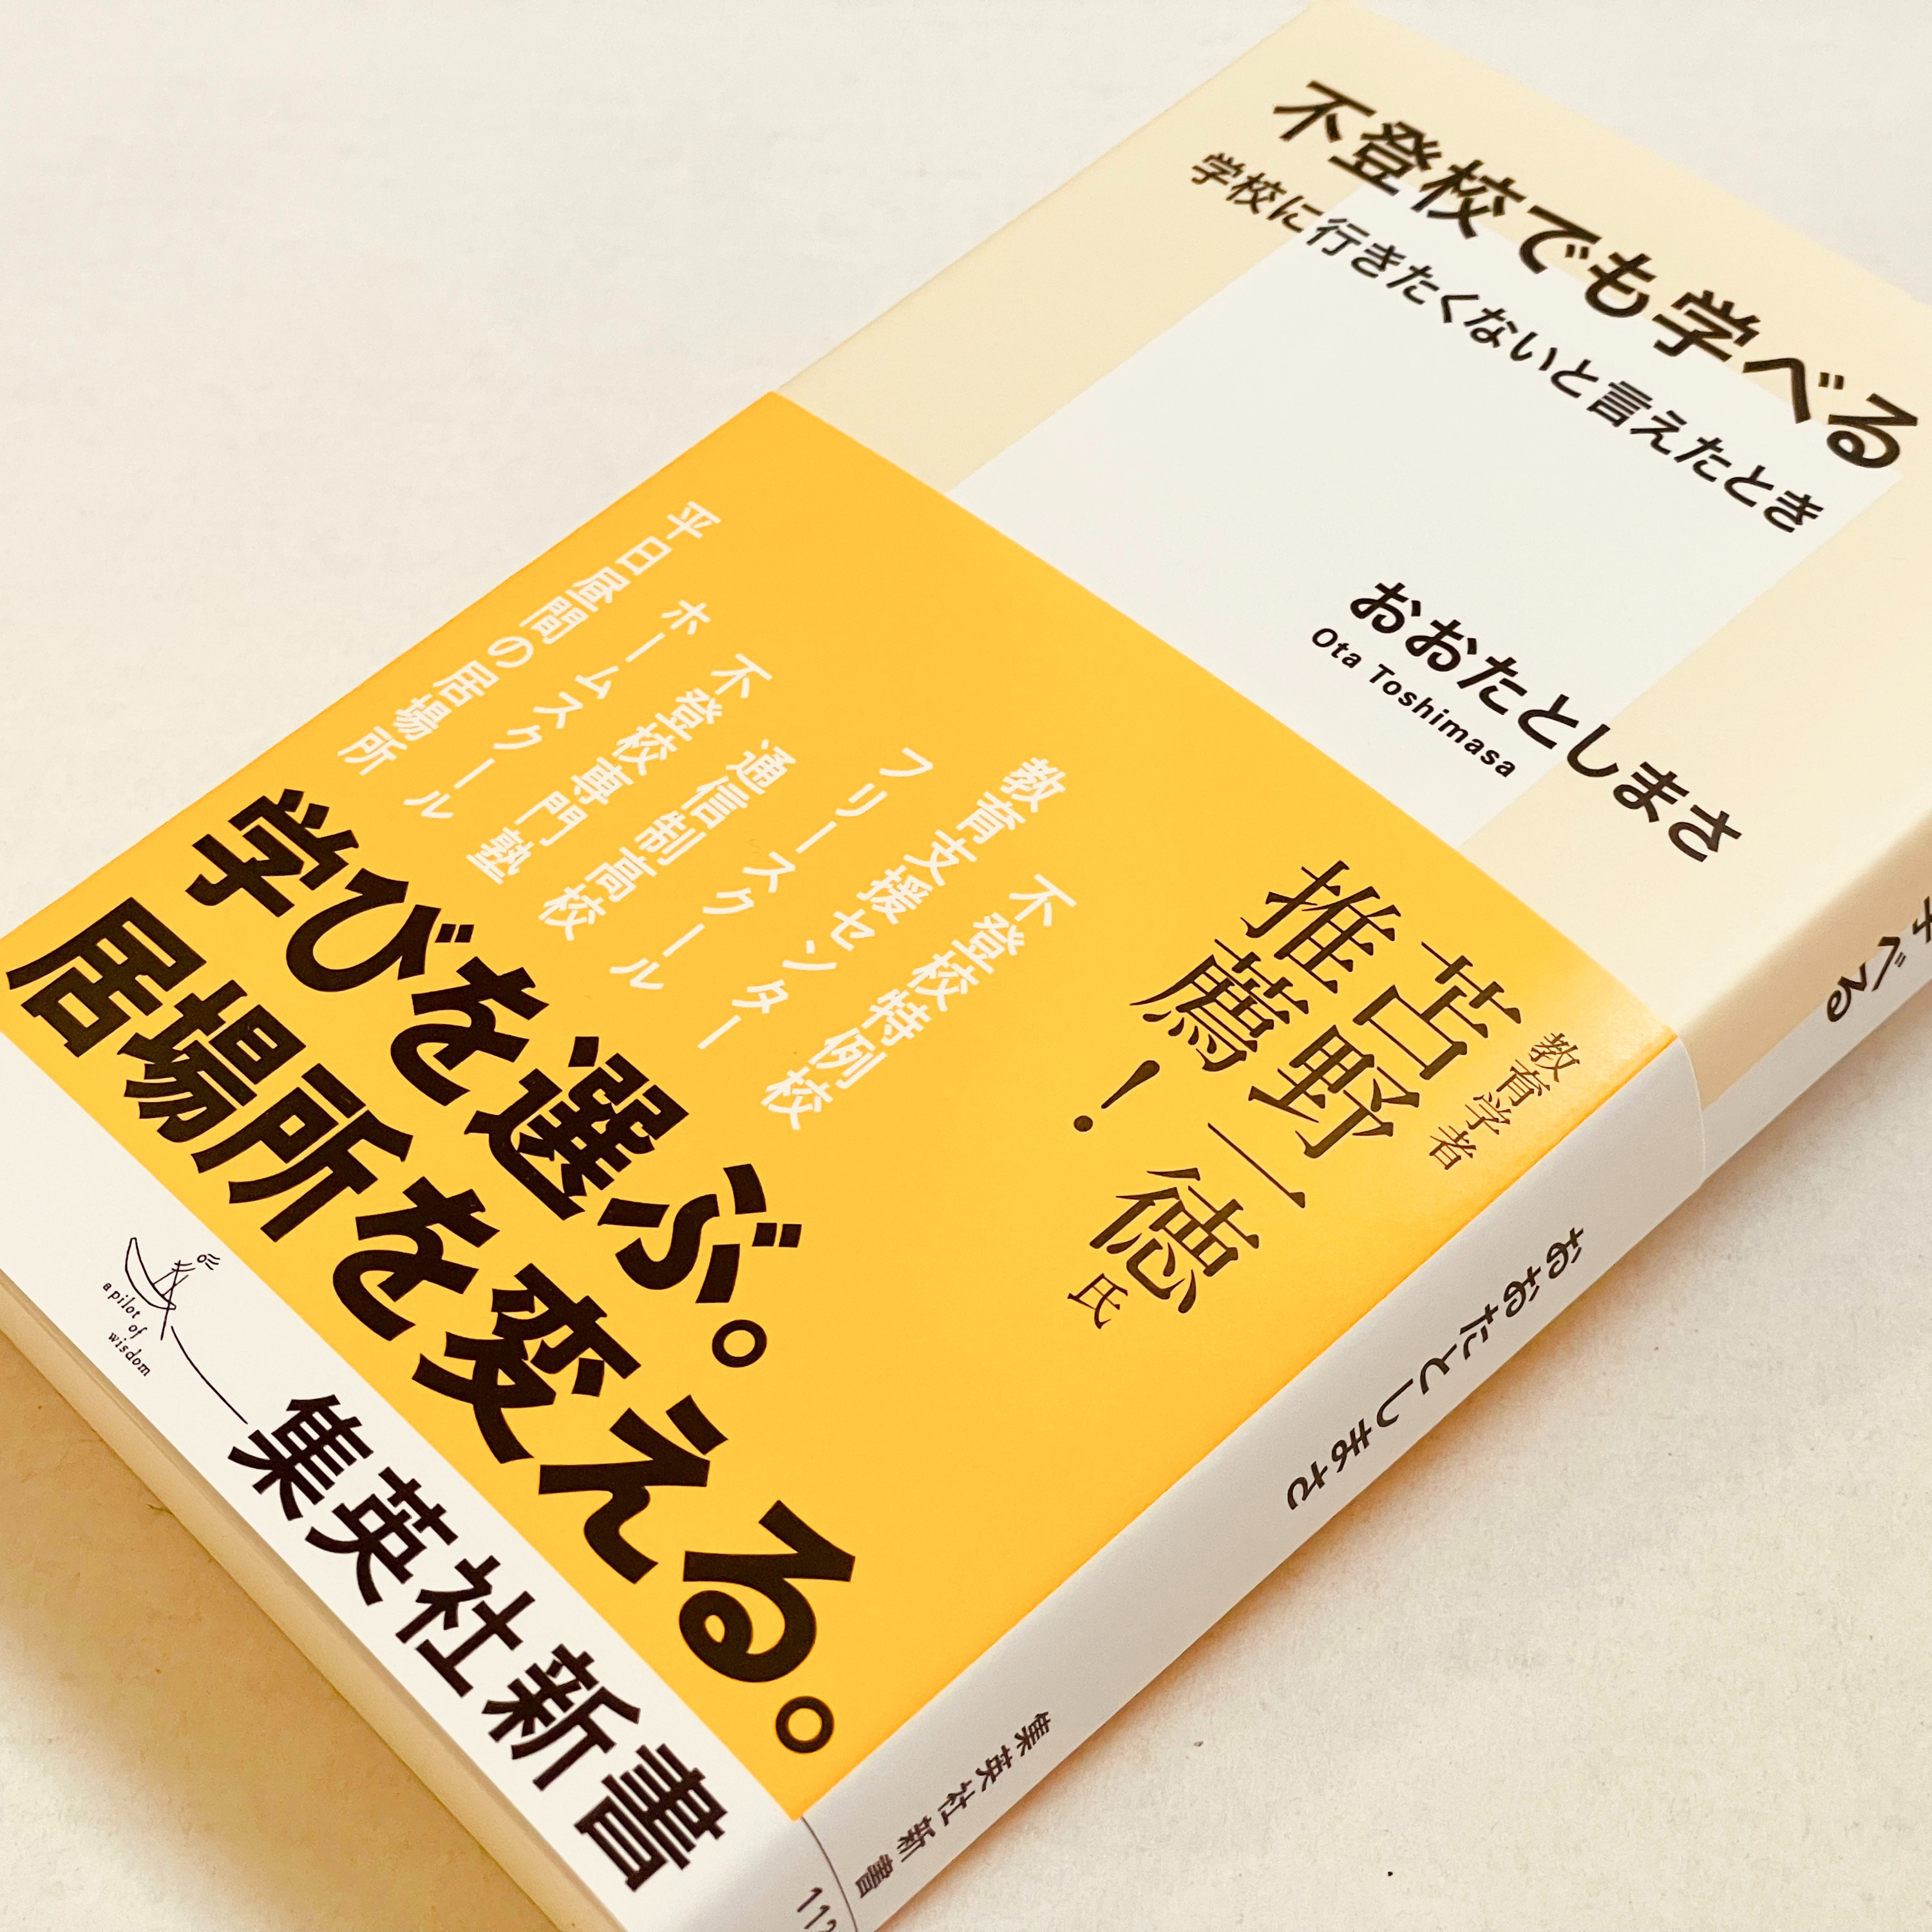 不登校でも学べる
学校に行きたくないと言えたとき
おおたとしまさ
Ota Toshimasa
教育学者
苫野一徳氏
推薦！
不登校特例校
教育支援センター
フリースクール
通信制高校
不登校専門塾
ホームスクール
平日昼間の居場所
学びを選ぶ。
居場所を変える。
a pilot
of
wisdom
集英社新書
学べる
おおたとしまさ
集英社新書